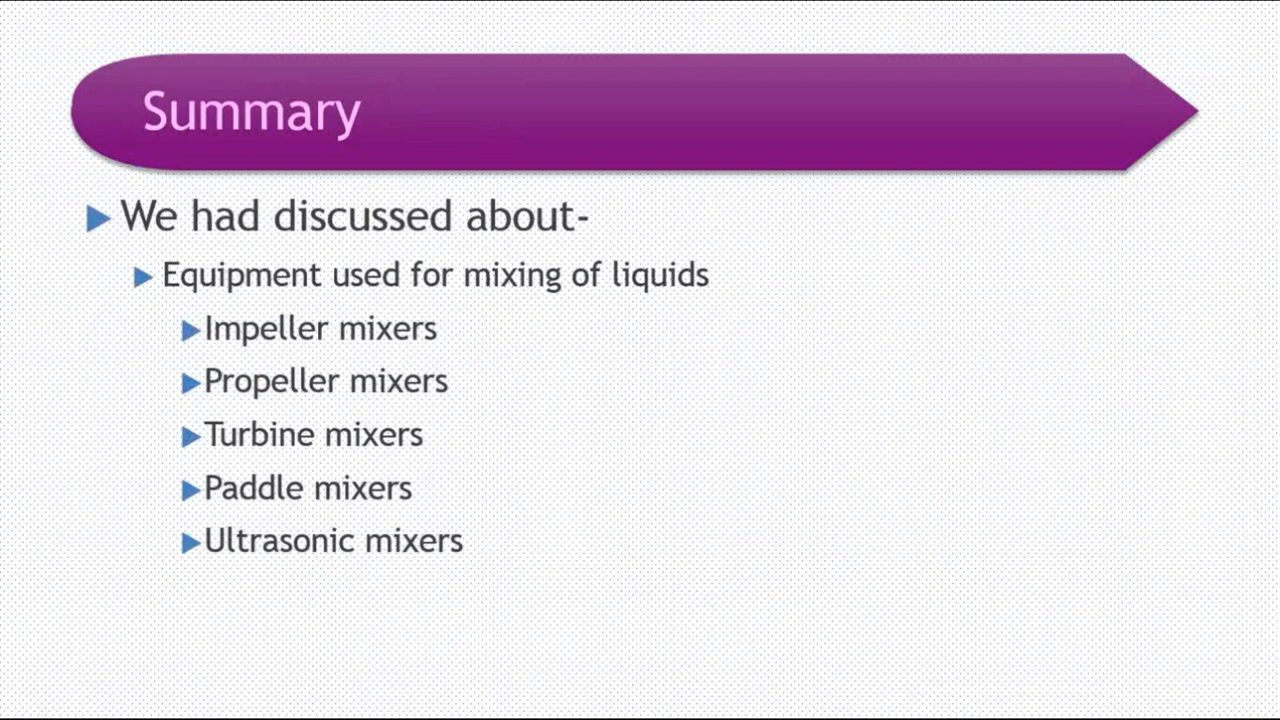 Summary
We had discussed about-
Equipment used for mixing of liquids
Impeller mixers
Propeller mixers
Turbine mixers
Paddle mixers
Ultrasonic mixers